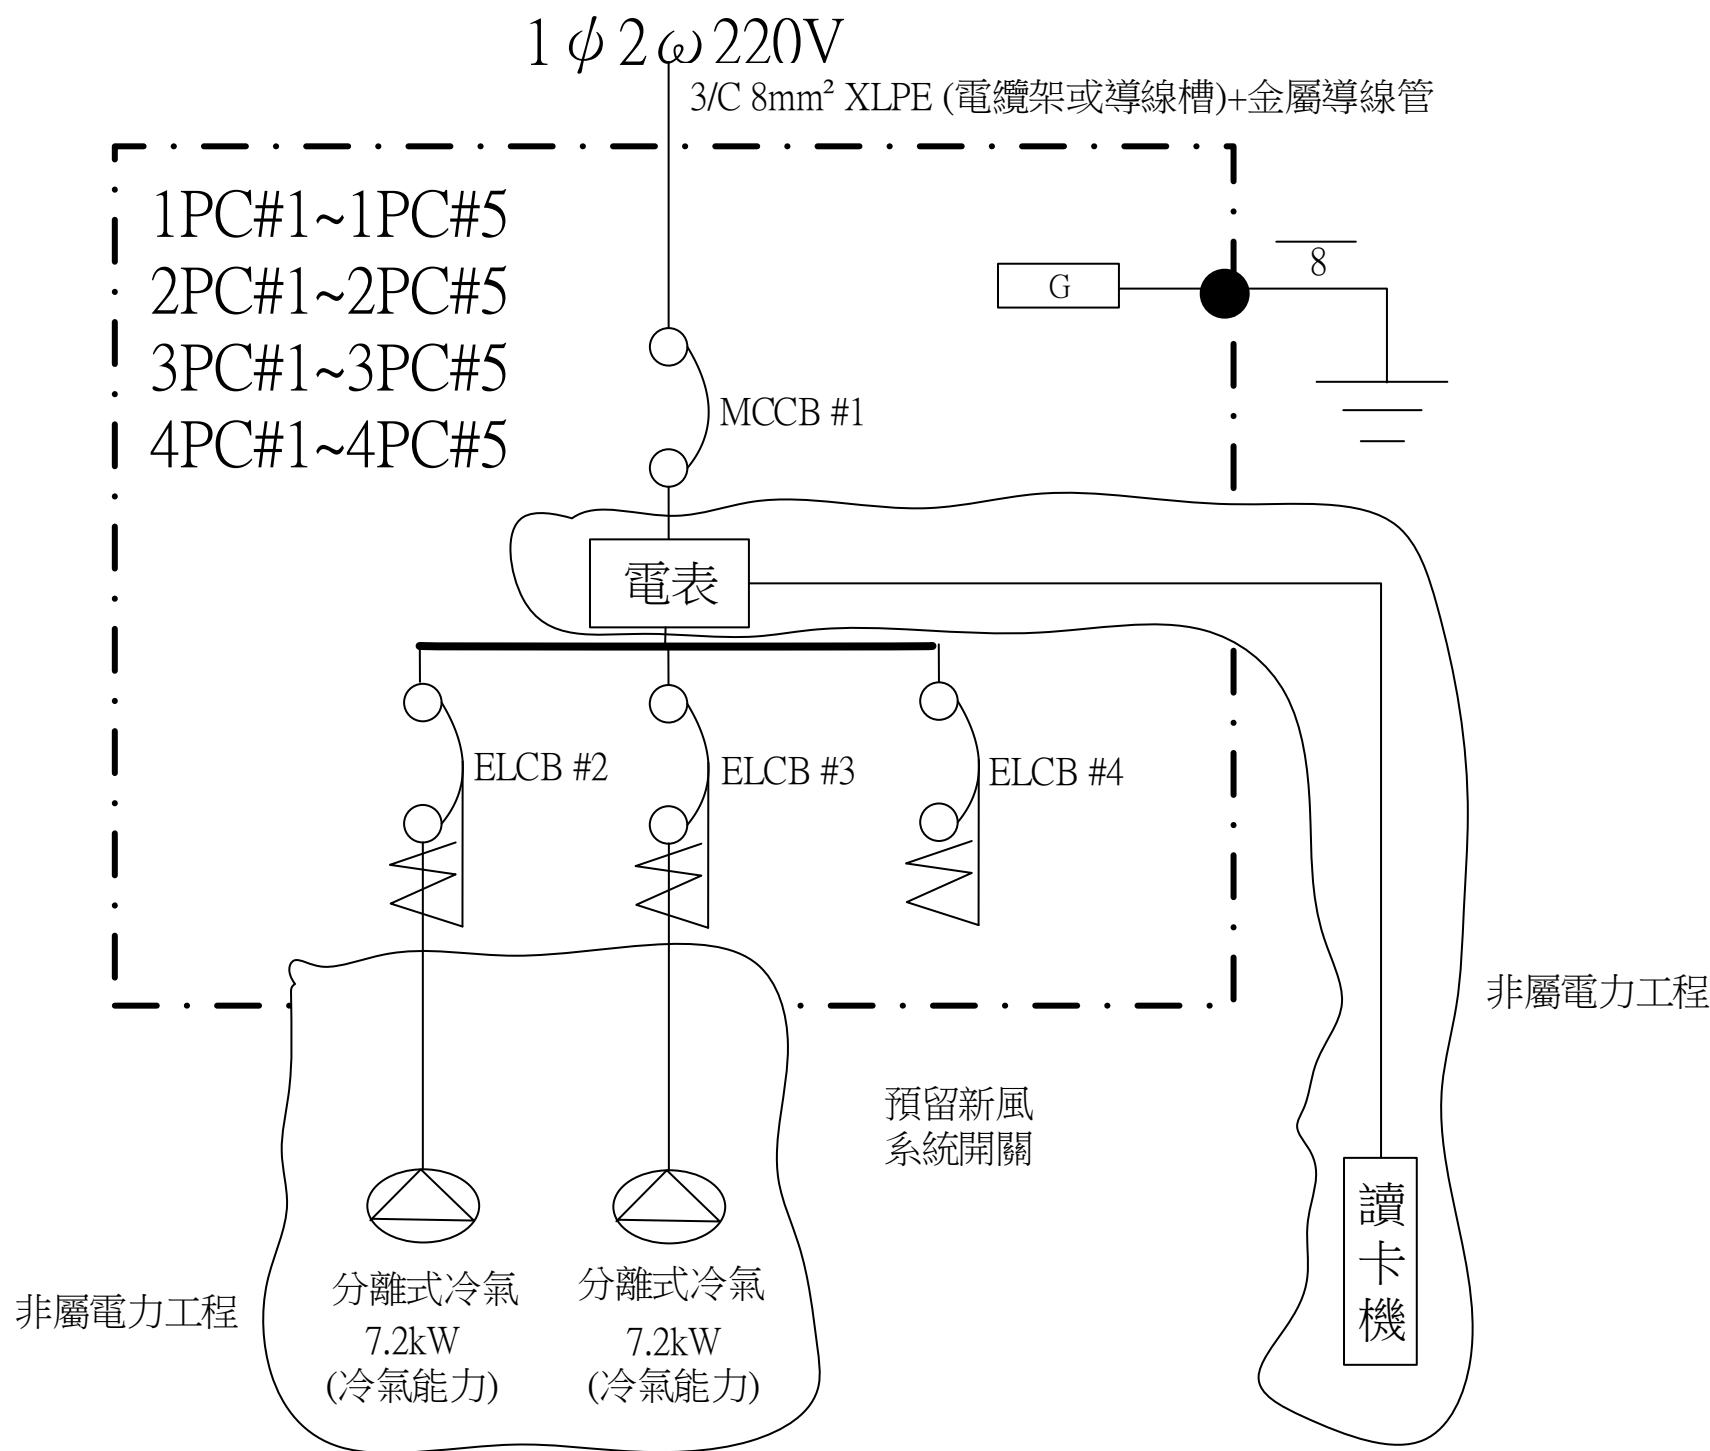 1ψ2ω220V
3/C 8mm² XLPE (電纜架或導線槽)+金屬導線管
1PC#1~1PC#5
2PC#1~2PC#5
3PC#1~3PC#5
4PC#1~4PC#5
G
8
MCCB #1
電表
ELCB #2
ELCB #3
ELCB #4
非屬電力工程
預留新風
系統開關
讀
卡
機
分離式冷氣
7.2kW
(冷氣能力)
分離式冷氣
7.2kW
(冷氣能力)
非屬電力工程